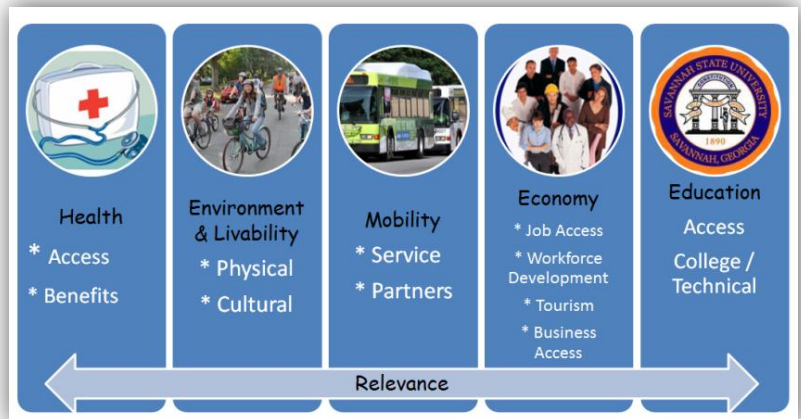 Health
* Access
* Benefits
Environment
& Livability
* Physical
* Cultural
Mobility
* Service
* Partners
Economy
* Job Access
* Workforce
Development
* Tourism
* Business
Access
SAVANNAH STATE UNIVERSITY
CONSTITUTION
1890
SAVANNAH, GEORGIA
Education
Access
College /
Technical
Relevance